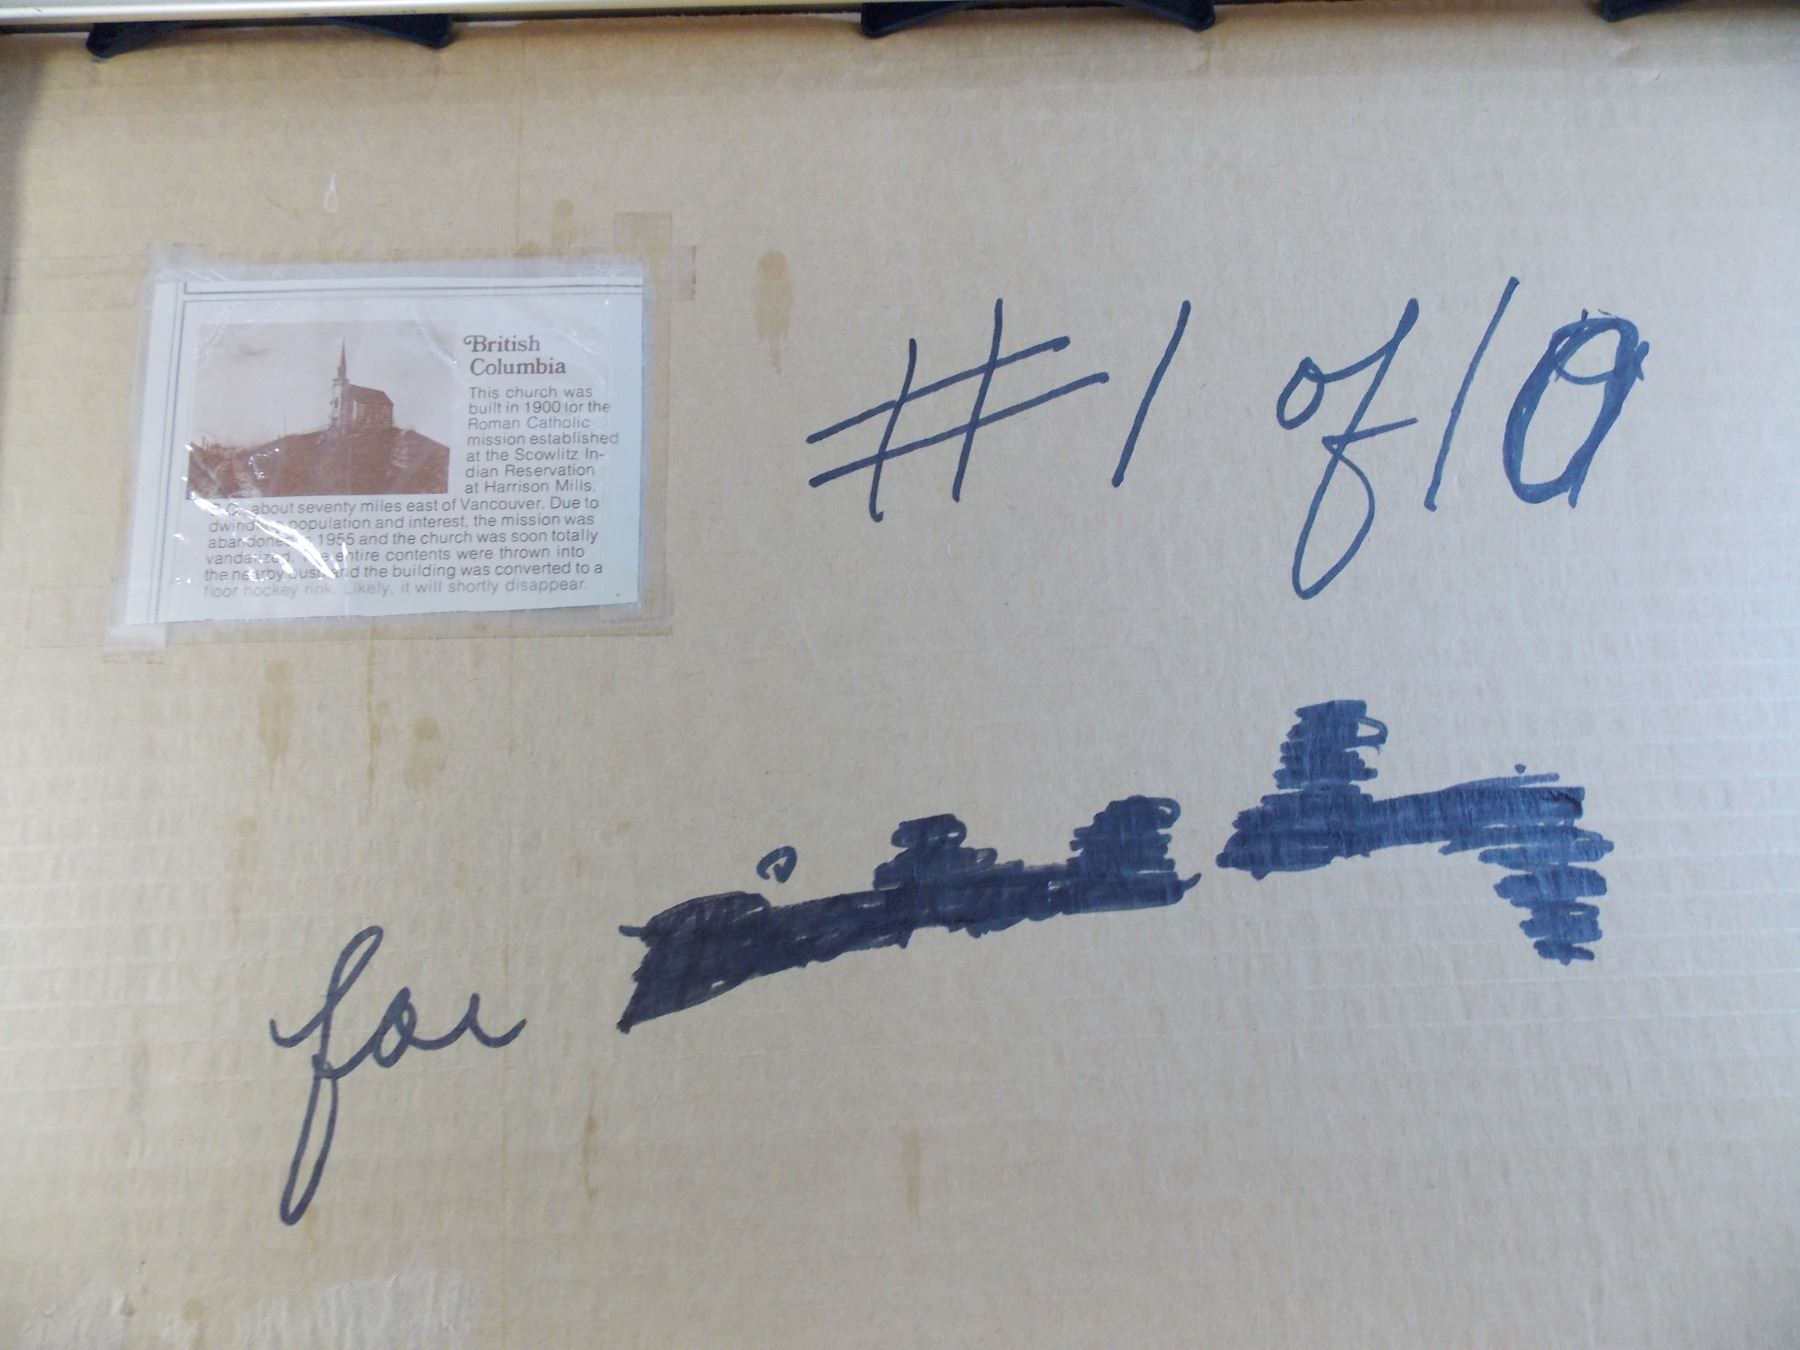 British
Columbia
This church was
built in 1900 for the
Roman Catholic
mission established
at the Scowlitz In-
dian Reservation
at Harrison Mills,
about seventy miles east of Vancouver. Due to
population and interest, the mission was
1955 and the church was soon totally
entire contents were thrown into
the nearby and the building was converted to a
floor hockey rink. Likely, it will shortly disappear.
#1 of 10
for